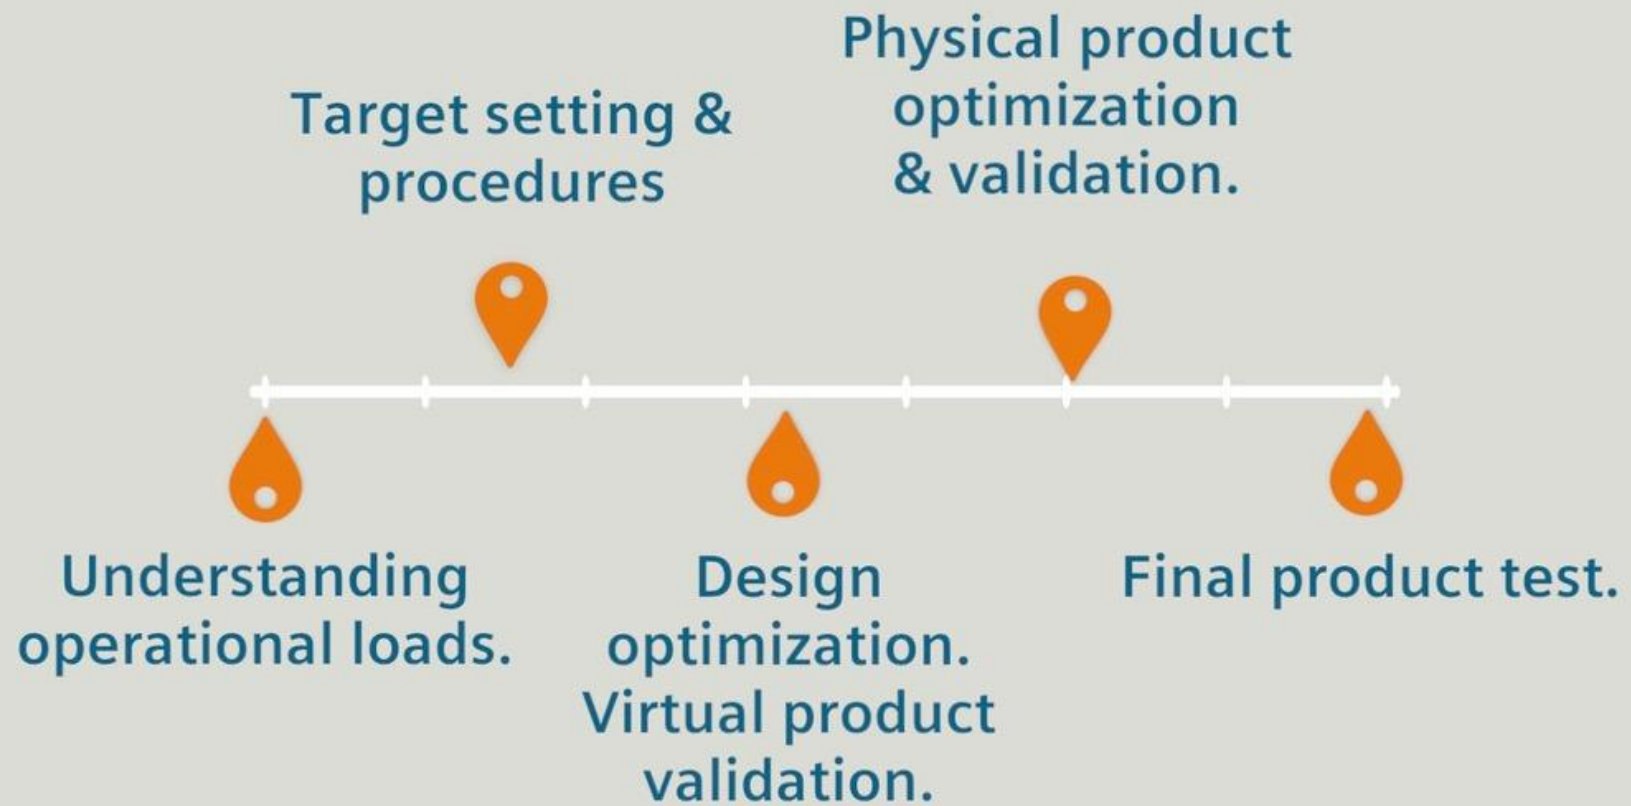 Physical product
optimization
& validation.
Target setting &
procedures
Understanding
operational loads.
Design
optimization.
Virtual product
validation.
Final product test.